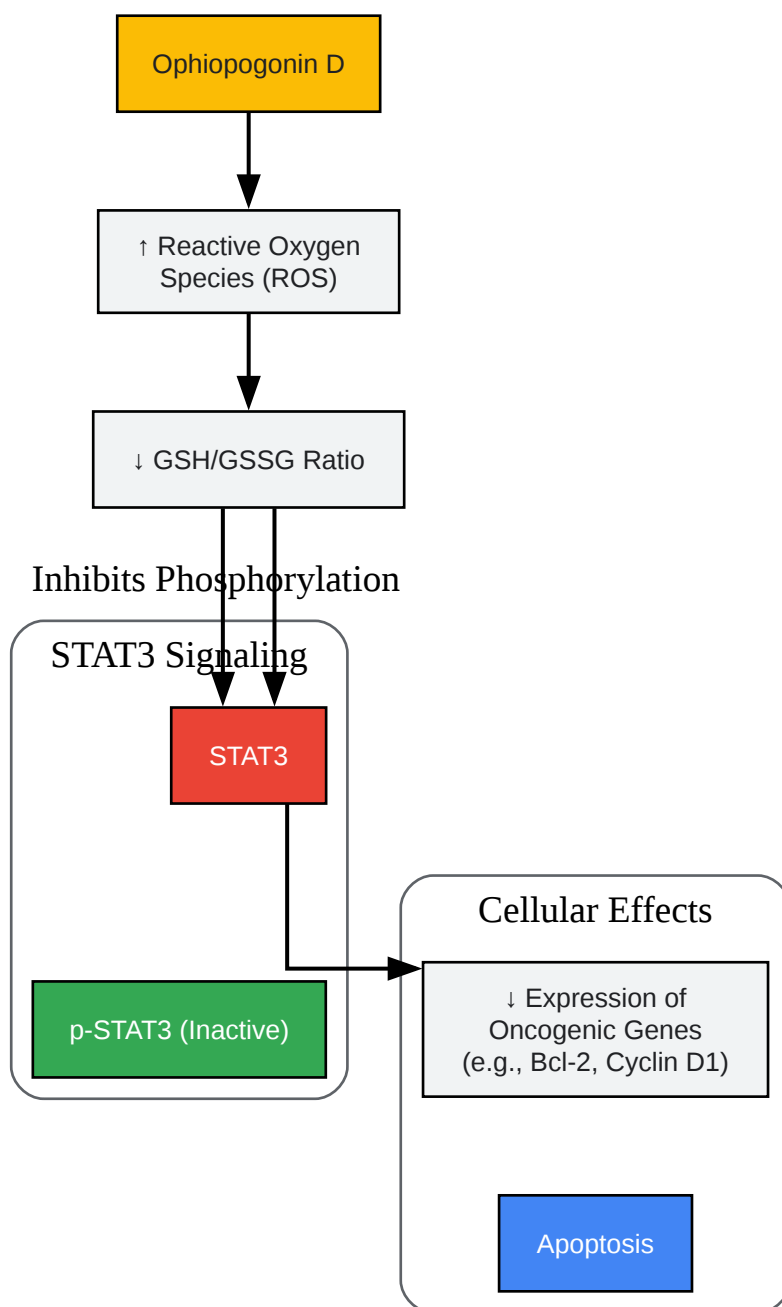 Ophiopogonin D
↑ Reactive Oxygen
Species (ROS)
↓ GSH/GSSG Ratio
Inhibits Phosphorylation
STAT3 Signaling
STAT3
p-STAT3 (Inactive)
Cellular Effects
↓ Expression of
Oncogenic Genes
(e.g., Bcl-2, Cyclin D1)
Apoptosis